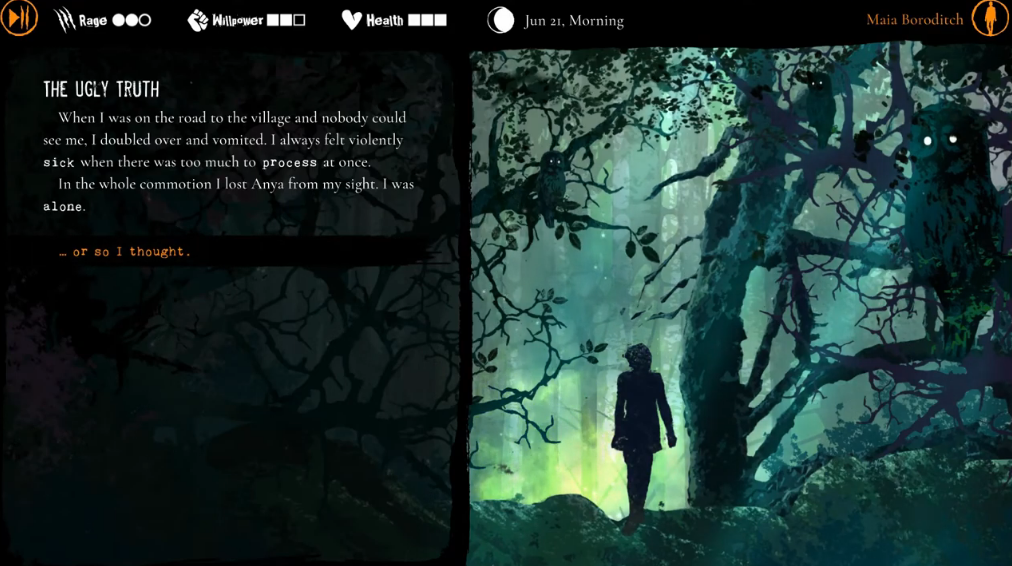 Rage
Willpower
Health
Jun 21, Morning
Maia Boroditch
THE UGLY TRUTH
When I was on the road to the village and nobody could
see me, I doubled over and vomited. I always felt violently
sick when there was too much to process at once.
In the whole commotion I lost Anya from my sight. I was
alone.
… or so I thought.